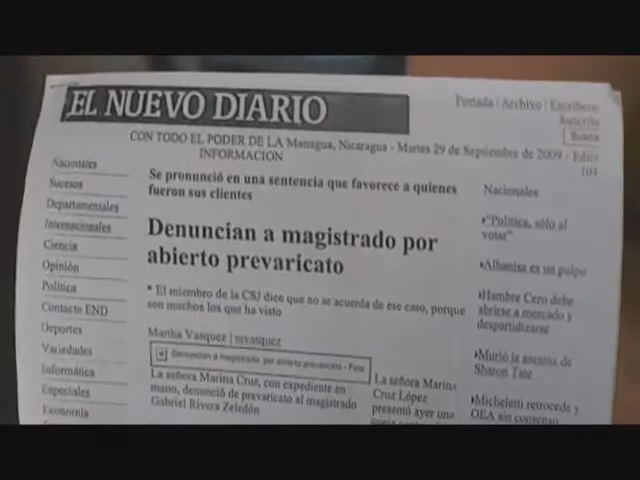 EL NUEVO DIARIO
Portada | Archivo | Escríbeno
Suscríba
Busca
CON TODO EL PODER DE LA Managua, Nicaragua - Martes 29 de Septiembre de 2009 - Edici
INFORMACION
104
Nacionales
Sucesos
Departamentales
Internacionales
Ciencia
Opinión
Política
Contacto END
Deportes
Variedades
Informática
Especiales
Economía
Se pronunció en una sentencia que favorece a quienes
fueron sus clientes
Denuncian a magistrado por
abierto prevaricato
* El miembro de la CSJ dice que no se acuerda de ese caso, porque
son muchos los que ha visto
Martha Vasquez | mvasquez
Denuncian a magistrado por abierto prevaricato - Foto
La señora Marina Cruz, con expediente en
mano, denunció de prevaricato al magistrado
Gabriel Rivera Zeledón
La señora Marina
Cruz López
presentó ayer una
Nacionales
"Política, sólo al
votar"
Albanisa es un pulpo
Hambre Cero debe
abrirse a mercado y
despartidizarse
Murió la asesina de
Sharon Tate
Micheletti retrocede y
OEA sin consenso